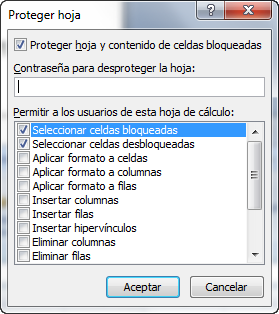 Proteger hoja
Proteger hoja y contenido de celdas bloqueadas
Contraseña para desproteger la hoja:
Permitir a los usuarios de esta hoja de cálculo:
Seleccionar celdas bloqueadas
Seleccionar celdas desbloqueadas
Aplicar formato a celdas
Aplicar formato a columnas
Aplicar formato a filas
Insertar columnas
Insertar filas
Insertar hipervínculos
Eliminar columnas
Eliminar filas
Aceptar
Cancelar